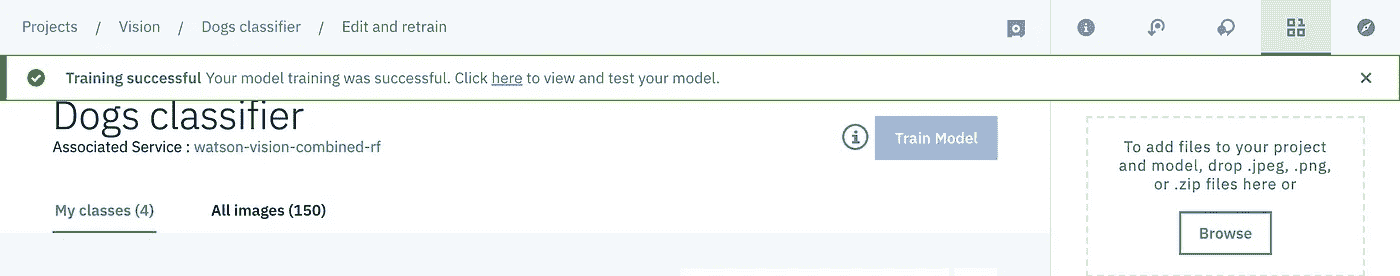 Projects / Vision / Dogs classifier / Edit and retrain
Training successful Your model training was successful. Click here to view and test your model.
Dogs classifier
Associated Service : watson-vision-combined-rf
Train Model
My classes (4)
All images (150)
To add files to your project
and model, drop .jpeg, .png,
or .zip files here or
Browse